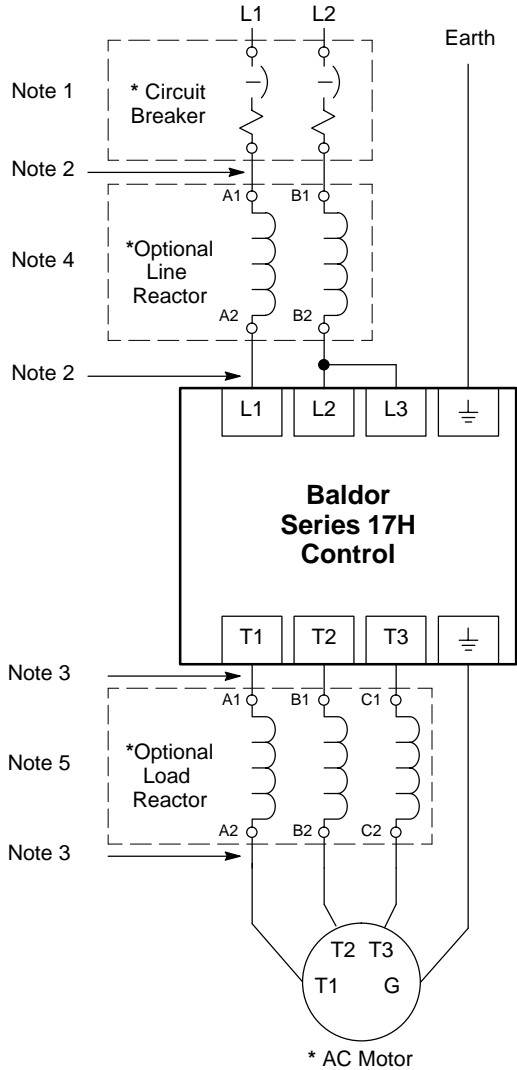 L1 L2
Earth
Note 1
* Circuit
Breaker
Note 2
A1 B1
Note 4
*Optional
Line
Reactor
A2 B2
Note 2
L1 L2 L3
Baldor
Series 17H
Control
T1 T2 T3
Note 3
A1 B1 C1
Note 5
*Optional
Load
Reactor
A2 B2 C2
Note 3
T2 T3
T1 G
* AC Motor